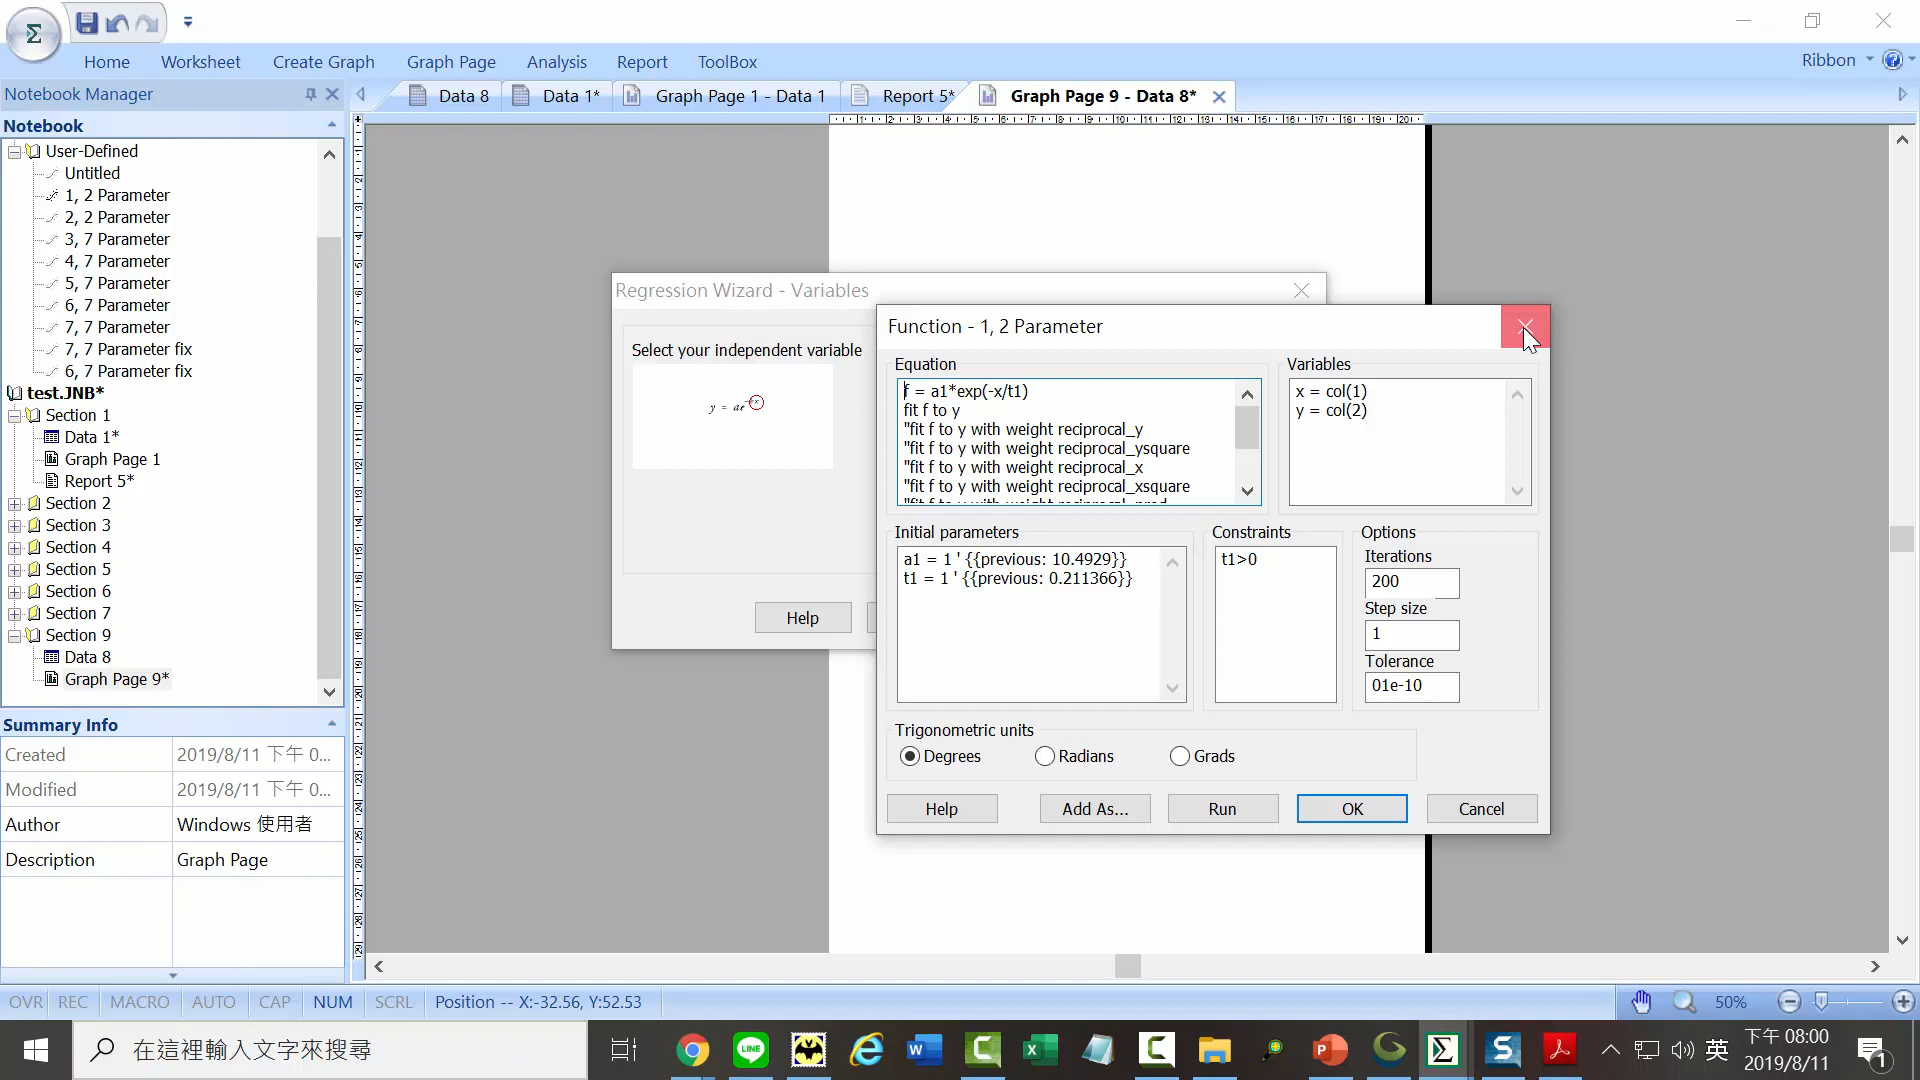 Home Worksheet Create Graph Graph Page Analysis Report ToolBox Ribbon
Notebook Manager
Data 8 Data 1* Graph Page 1 - Data 1 Report 5* Graph Page 9 - Data 8*
Notebook
User-Defined
Untitled
1, 2 Parameter
2, 2 Parameter
3, 7 Parameter
4, 7 Parameter
5, 7 Parameter
6, 7 Parameter
7, 7 Parameter
7, 7 Parameter fix
6, 7 Parameter fix
test.JNB*
Section 1
Data 1*
Graph Page 1
Report 5*
Section 2
Section 3
Section 4
Section 5
Section 6
Section 7
Section 9
Data 8
Graph Page 9*
Summary Info
Created 2019/8/11 下午 0...
Modified 2019/8/11 下午 0...
Author Windows 使用者
Description Graph Page
Regression Wizard - Variables
Select your independent variable
Help
Function - 1, 2 Parameter
Equation
f = a1*exp(-x/t1)
fit f to y
"fit f to y with weight reciprocal_y
"fit f to y with weight reciprocal_ysquare
"fit f to y with weight reciprocal_x
"fit f to y with weight reciprocal_xsquare
Variables
x = col(1)
y = col(2)
Initial parameters
a1 = 1 ' {{previous: 10.4929}}
t1 = 1 ' {{previous: 0.211366}}
Constraints
t1>0
Options
Iterations
200
Step size
1
Tolerance
01e-10
Trigonometric units
Degrees Radians Grads
Help Add As... Run OK Cancel
OVR REC MACRO AUTO CAP NUM SCRL Position -- X:-32.56, Y:52.53 50%
在這裡輸入文字來搜尋
英
下午 08:00
2019/8/11
1